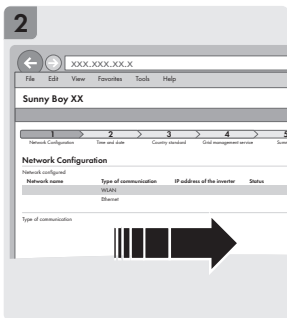 2
XXX.XXX.XX.X
File Edit View Favorites Tools Help
Sunny Boy XX
1 2 3 4 5
Network Configuration Time and date Country standard Grid management service
Network Configuration
Network configured
Network name Type of communication IP address of the inverter Status
WLAN
Ethernet
Type of communication